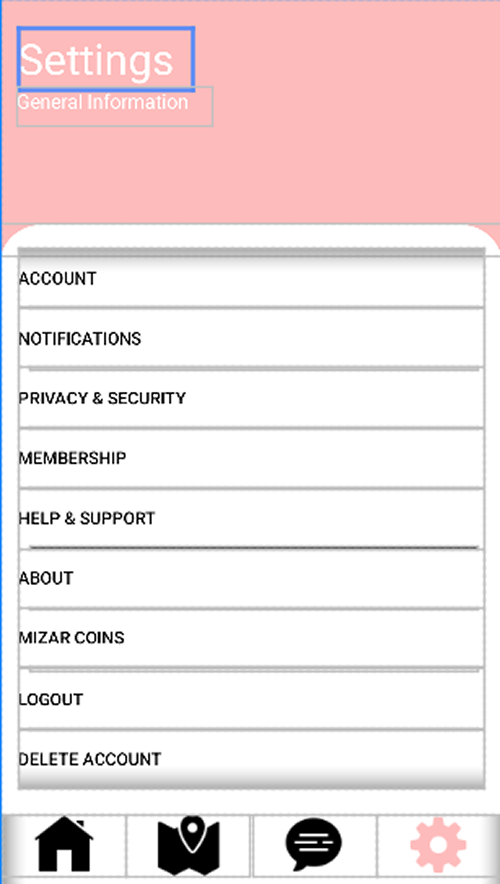 Settings
General Information
ACCOUNT
NOTIFICATIONS
PRIVACY & SECURITY
MEMBERSHIP
HELP & SUPPORT
ABOUT
MIZAR COINS
LOGOUT
DELETE ACCOUNT